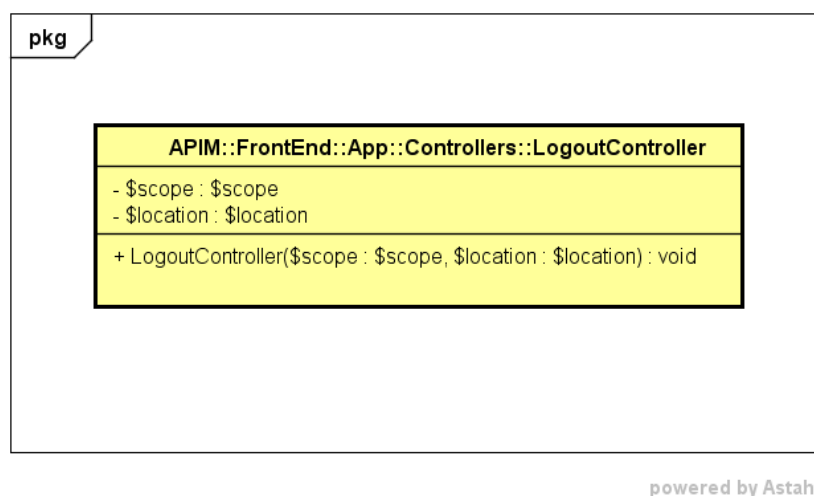 pkg
APIM::FrontEnd::App::Controllers::LogoutController
- $scope : $scope
- $location : $location
+ LogoutController($scope : $scope, $location : $location) : void
powered by Astah